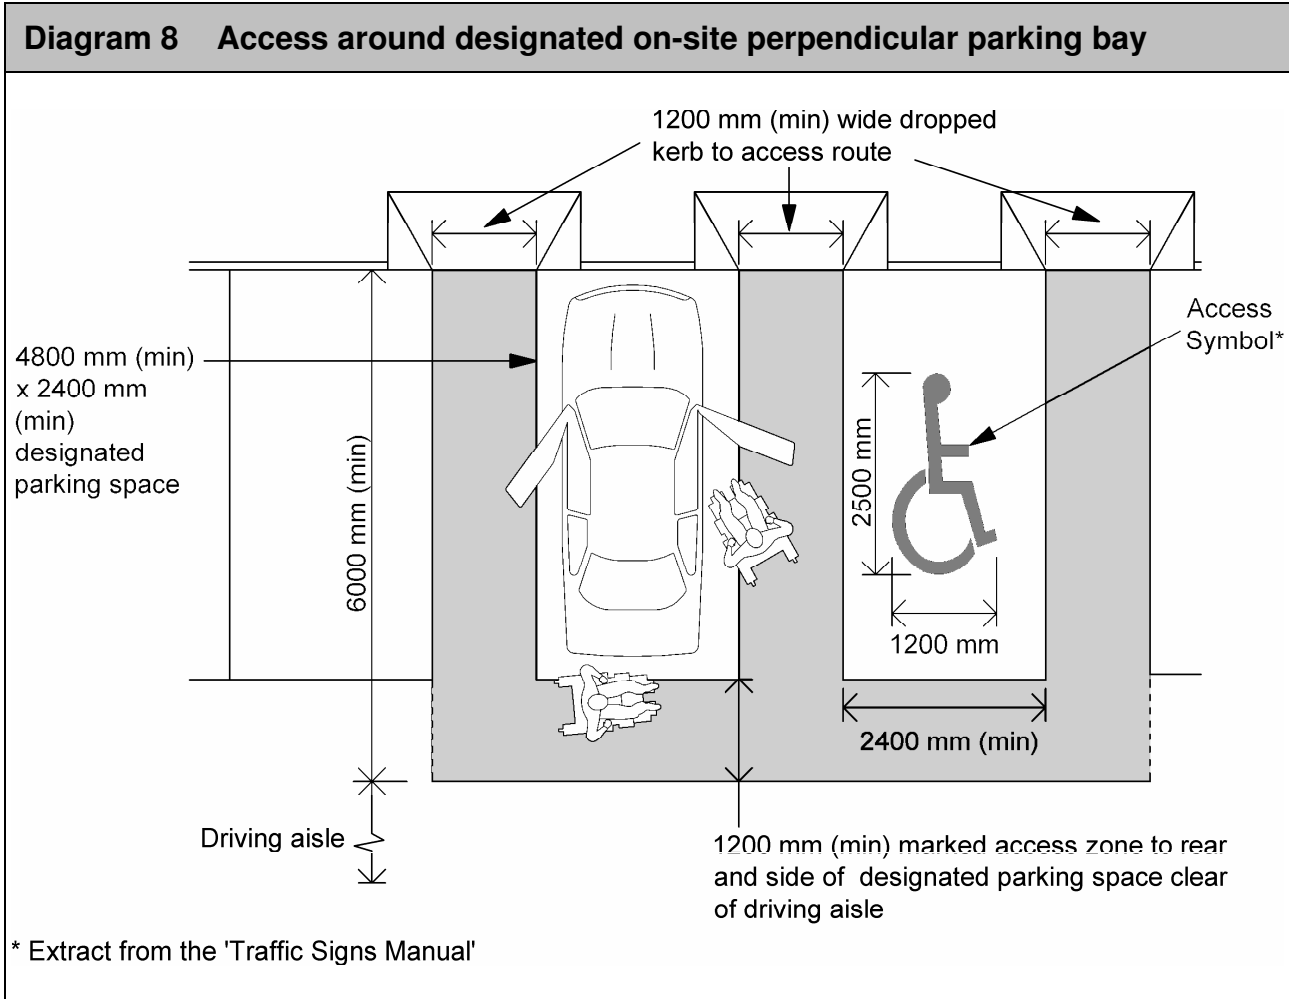 Diagram 8 Access around designated on-site perpendicular parking bay
1200 mm (min) wide dropped
kerb to access route
Access
Symbol*
4800 mm (min)
x 2400 mm
(min)
designated
parking space
6000 mm (min)
2500 mm
1200 mm
2400 mm (min)
Driving aisle
1200 mm (min) marked access zone to rear
and side of designated parking space clear
of driving aisle
* Extract from the 'Traffic Signs Manual'